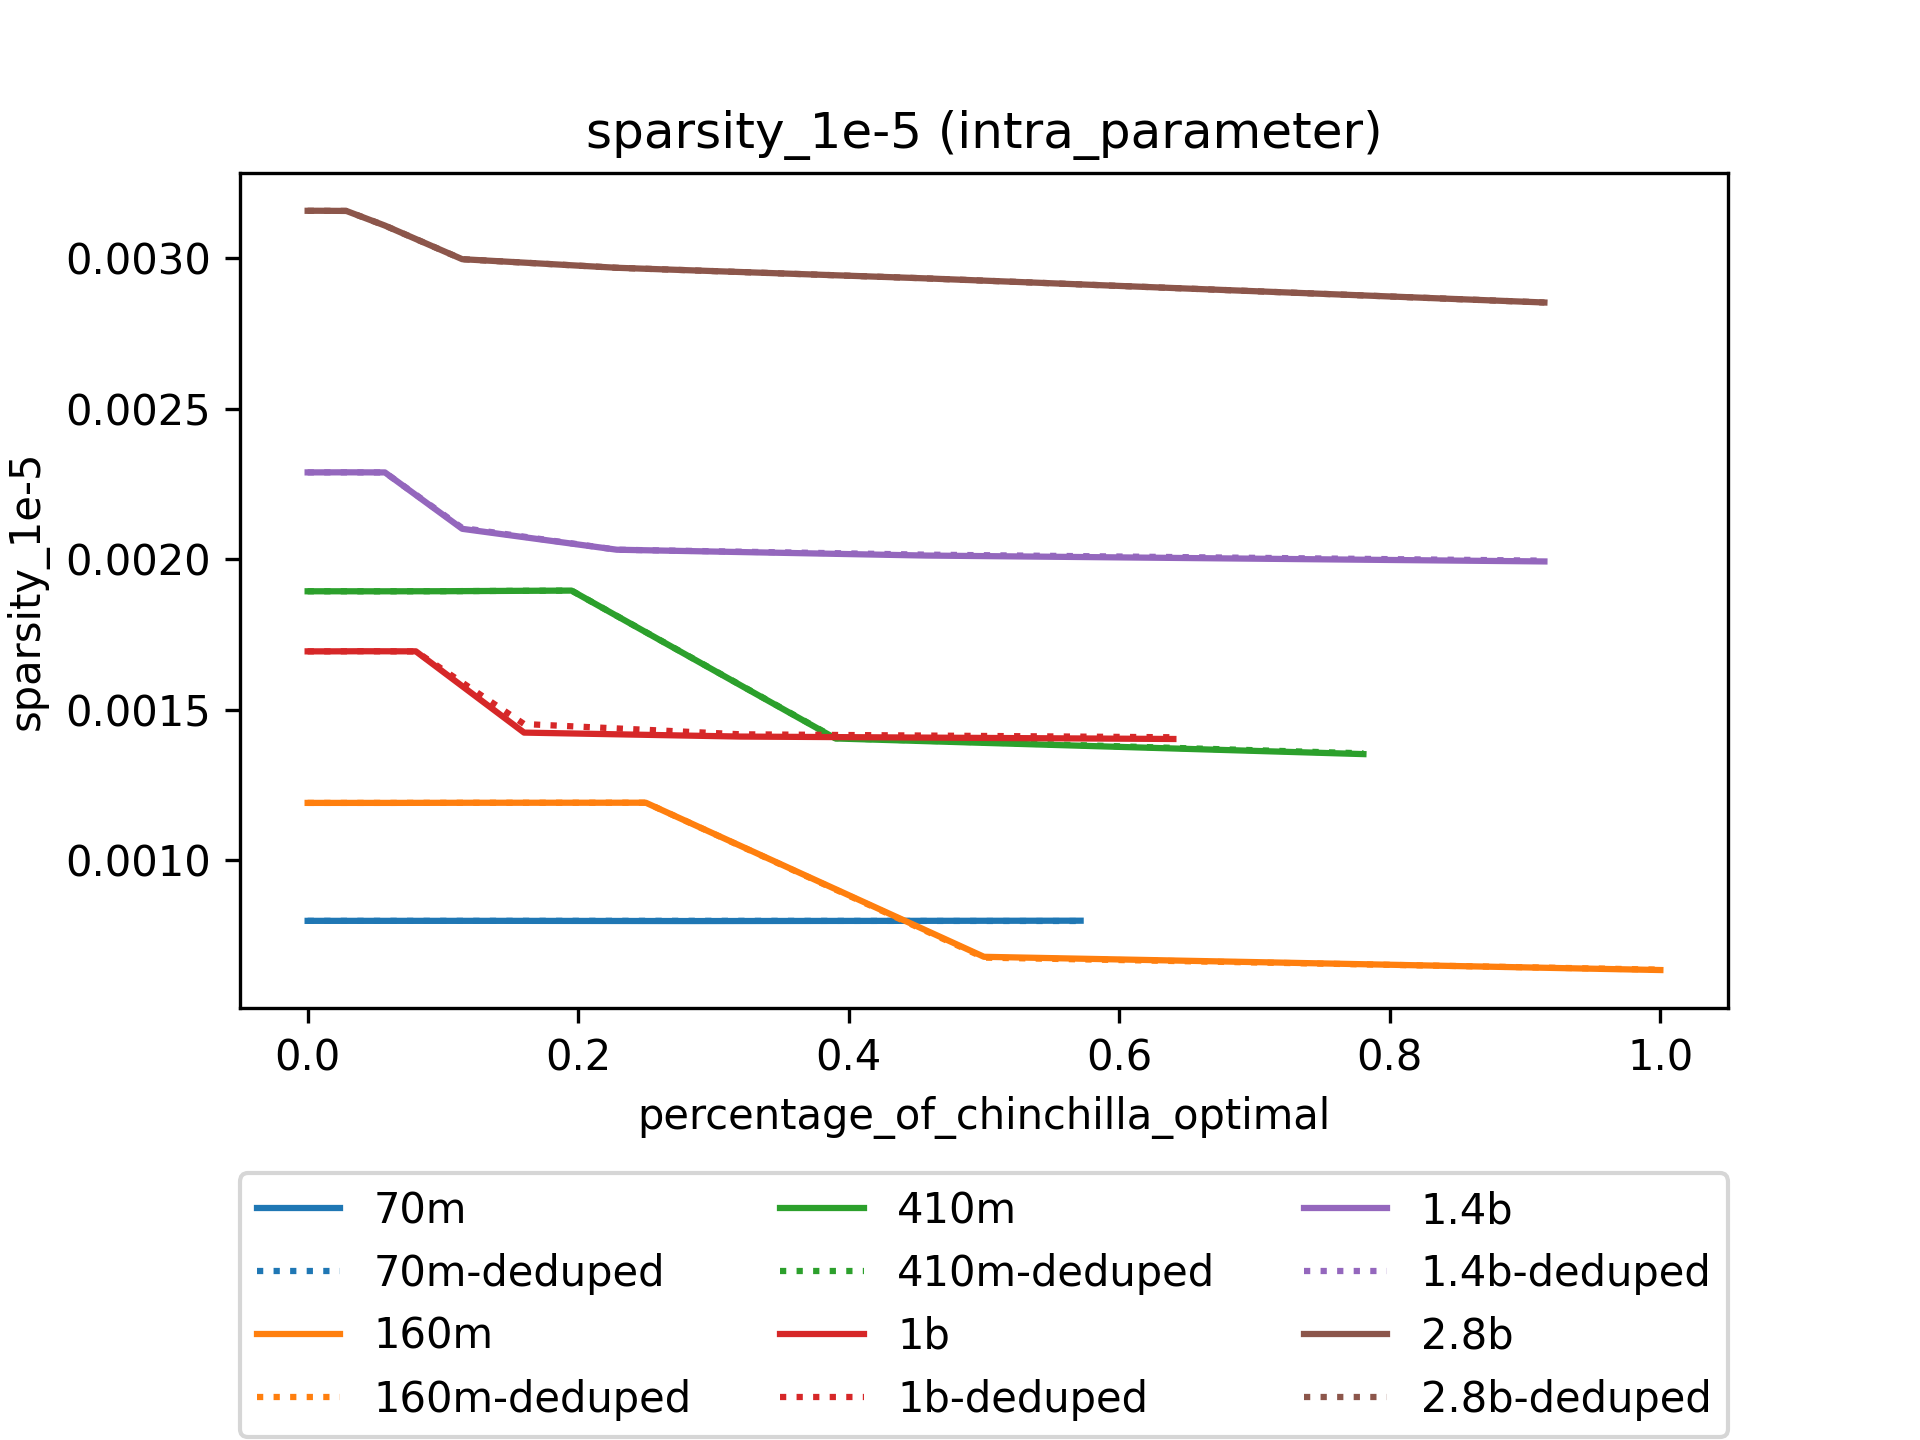 sparsity_1e-5 (intra_parameter)
sparsity_1e-5
0.0030
0.0025
0.0020
0.0015
0.0010
0.0 0.2 0.4 0.6 0.8 1.0
percentage_of_chinchilla_optimal
70m
70m-deduped
160m
160m-deduped
410m
410m-deduped
1b
1b-deduped
1.4b
1.4b-deduped
2.8b
2.8b-deduped